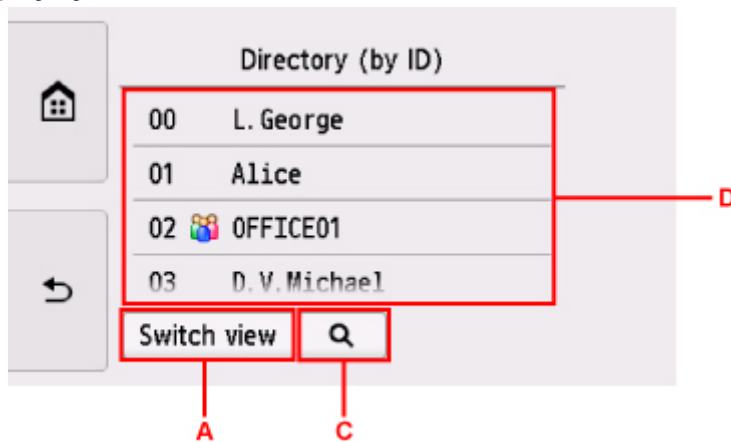 Directory (by ID)
00 L.George
01 Alice
02 OFFICE01
03 D.V.Michael
D
Switch view
A C